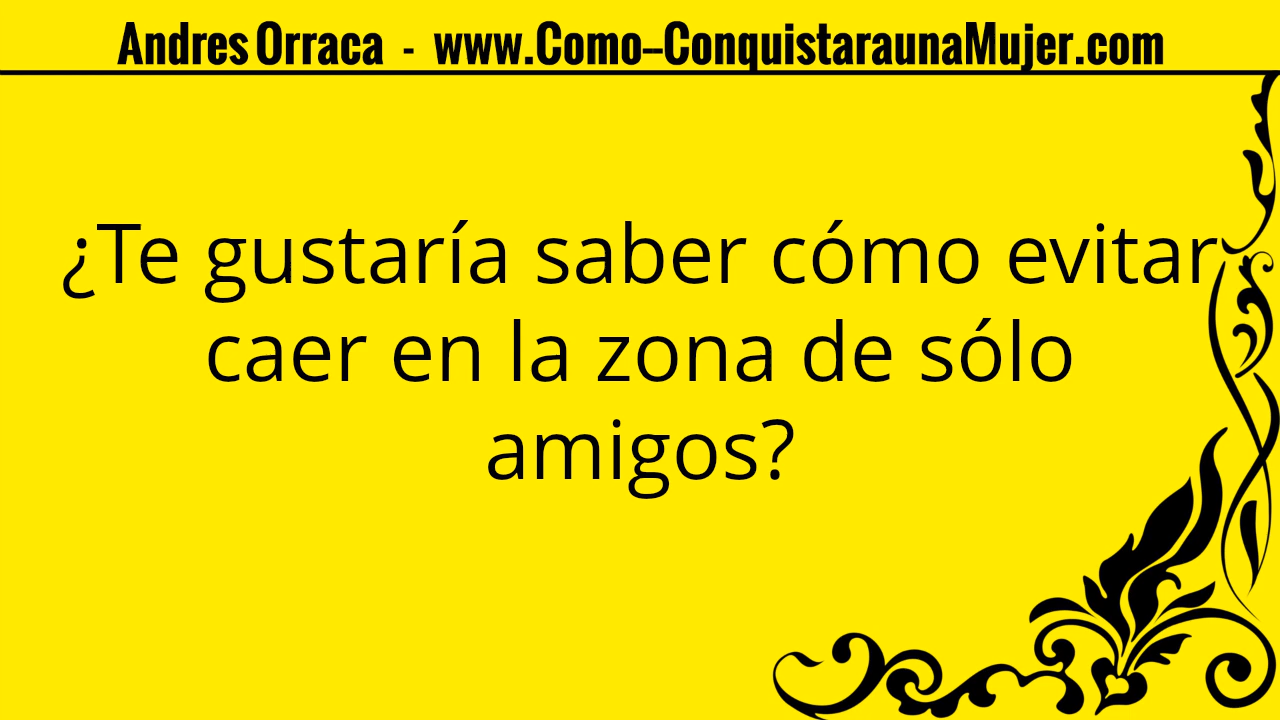 Andres Orraca - www.Como--ConquistaraunaMujer.com
¿Te gustaría saber cómo evitar
caer en la zona de sólo
amigos?